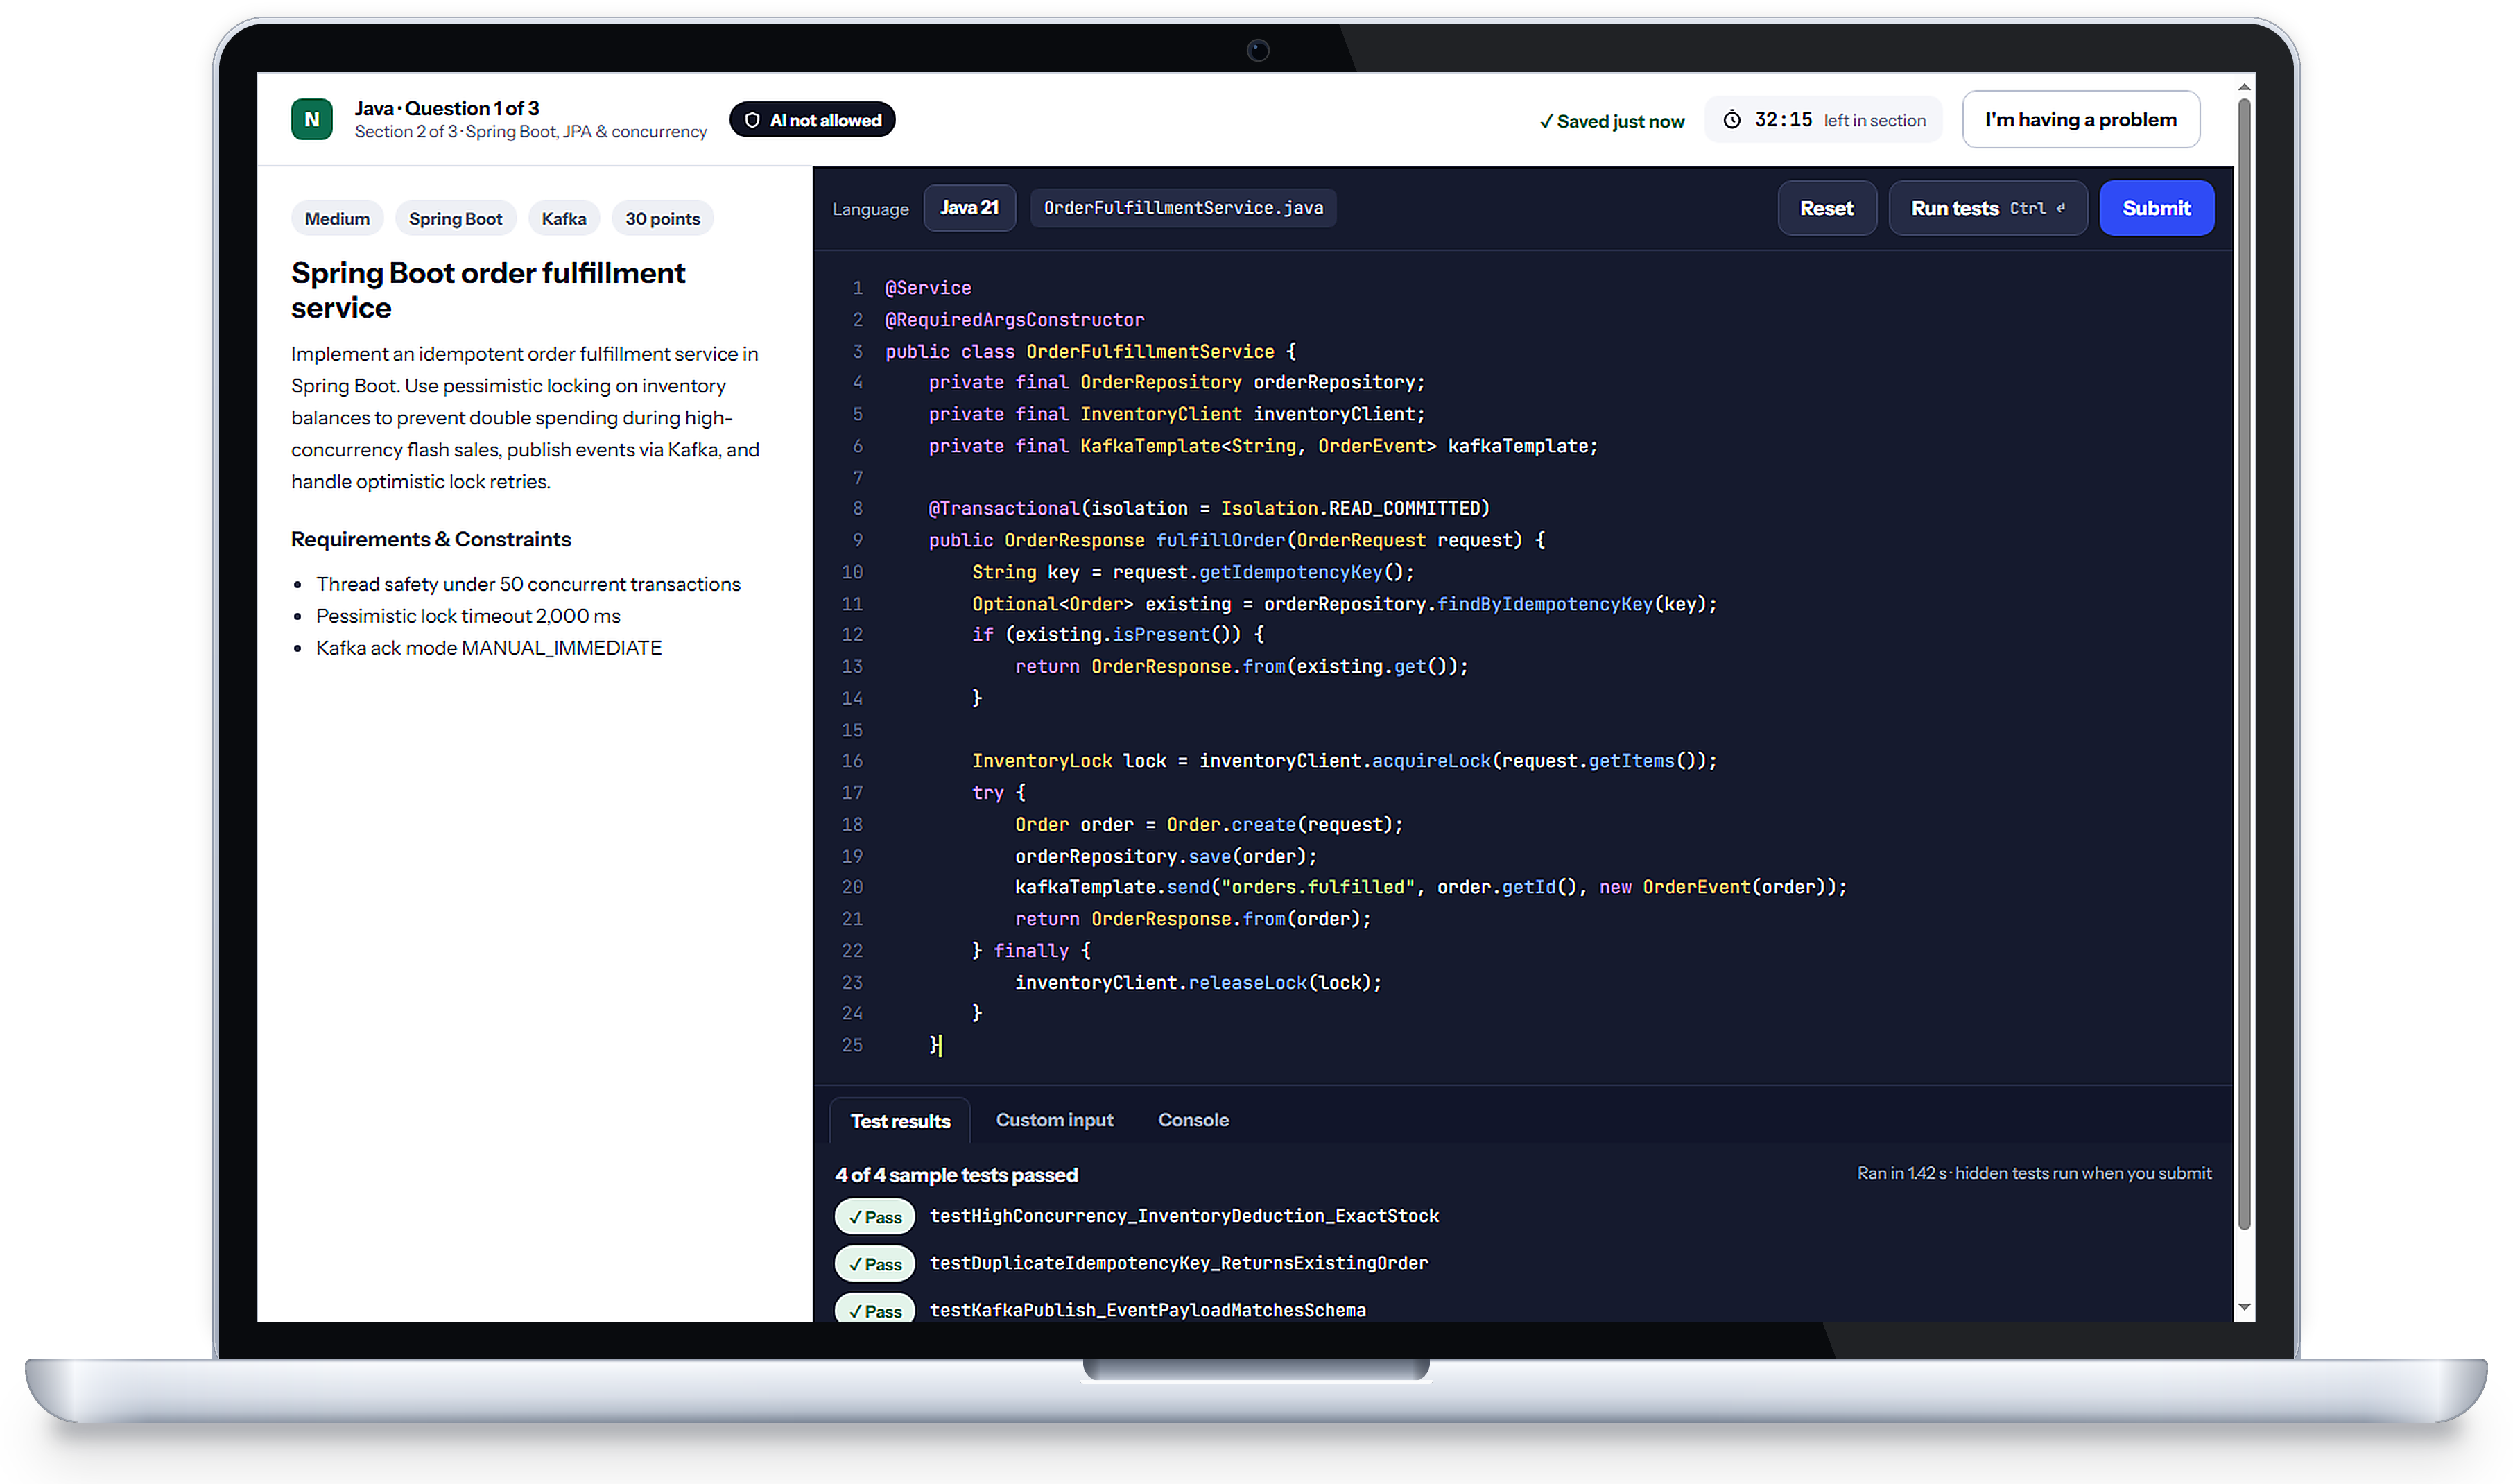 N
Java · Question 1 of 3
Section 2 of 3 · Spring Boot, JPA & concurrency
AI not allowed
✓ Saved just now
32:15 left in section
I'm having a problem
Medium
Spring Boot
Kafka
30 points
Spring Boot order fulfillment
service
Implement an idempotent order fulfillment service in
Spring Boot. Use pessimistic locking on inventory
balances to prevent double spending during high-
concurrency flash sales, publish events via Kafka, and
handle optimistic lock retries.
Requirements & Constraints
• Thread safety under 50 concurrent transactions
• Pessimistic lock timeout 2,000 ms
• Kafka ack mode MANUAL_IMMEDIATE
Language
Java 21
OrderFulfillmentService.java
Reset
Run tests Ctrl ⏎
Submit
1 @Service
2 @RequiredArgsConstructor
3 public class OrderFulfillmentService {
4     private final OrderRepository orderRepository;
5     private final InventoryClient inventoryClient;
6     private final KafkaTemplate<String, OrderEvent> kafkaTemplate;
7
8     @Transactional(isolation = Isolation.READ_COMMITTED)
9     public OrderResponse fulfillOrder(OrderRequest request) {
10         String key = request.getIdempotencyKey();
11         Optional<Order> existing = orderRepository.findByIdempotencyKey(key);
12         if (existing.isPresent()) {
13             return OrderResponse.from(existing.get());
14         }
15
16         InventoryLock lock = inventoryClient.acquireLock(request.getItems());
17         try {
18             Order order = Order.create(request);
19             orderRepository.save(order);
20             kafkaTemplate.send("orders.fulfilled", order.getId(), new OrderEvent(order));
21             return OrderResponse.from(order);
22         } finally {
23             inventoryClient.releaseLock(lock);
24         }
25     }
Test results
Custom input
Console
4 of 4 sample tests passed
Ran in 1.42 s · hidden tests run when you submit
✓ Pass testHighConcurrency_InventoryDeduction_ExactStock
✓ Pass testDuplicateIdempotencyKey_ReturnsExistingOrder
✓ Pass testKafkaPublish_EventPayloadMatchesSchema